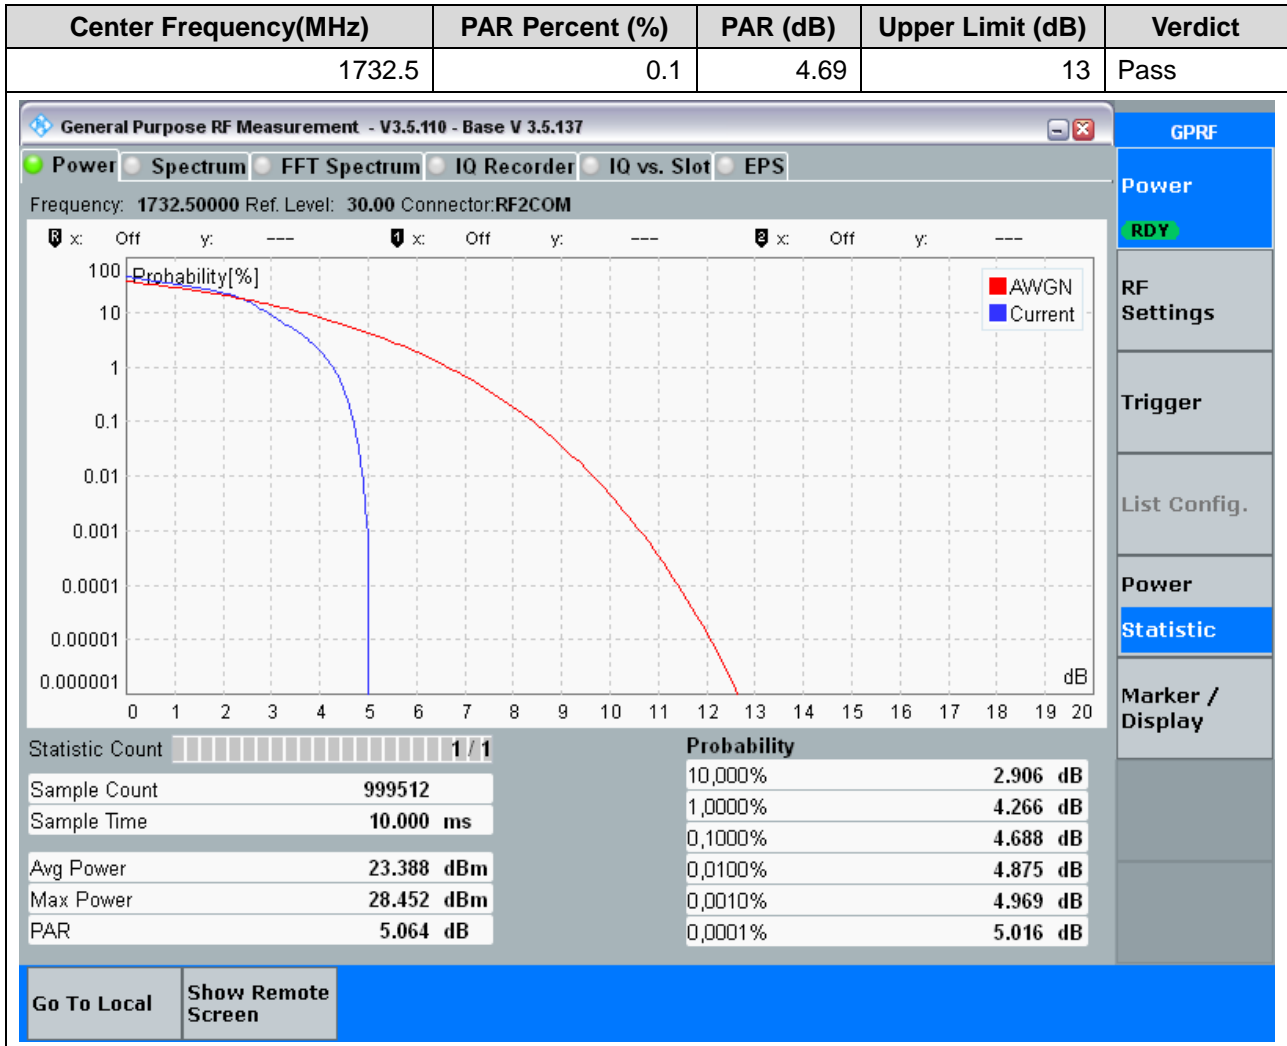 Center Frequency(MHz) PAR Percent (%) PAR (dB) Upper Limit (dB) Verdict
1732.5 0.1 4.69 13 Pass
General Purpose RF Measurement - V3.5.110 - Base V 3.5.137
GPRF
Power Spectrum FFT Spectrum IQ Recorder IQ vs. Slot EPS
Frequency: 1732.50000 Ref. Level: 30.00 Connector:RF2COM
R x: Off y: --- 1 x: Off y: --- 2 x: Off y: ---
Power
RDY
RF
Settings
Trigger
List Config.
Power
Statistic
Marker /
Display
Probability[%]
AWGN
Current
100
10
1
0.1
0.01
0.001
0.0001
0.00001
0.000001
dB
0 1 2 3 4 5 6 7 8 9 10 11 12 13 14 15 16 17 18 19 20
Statistic Count 1 / 1
Sample Count 999512
Sample Time 10.000 ms
Avg Power 23.388 dBm
Max Power 28.452 dBm
PAR 5.064 dB
Probability
10,000% 2.906 dB
1,0000% 4.266 dB
0,1000% 4.688 dB
0,0100% 4.875 dB
0,0010% 4.969 dB
0,0001% 5.016 dB
Go To Local
Show Remote
Screen